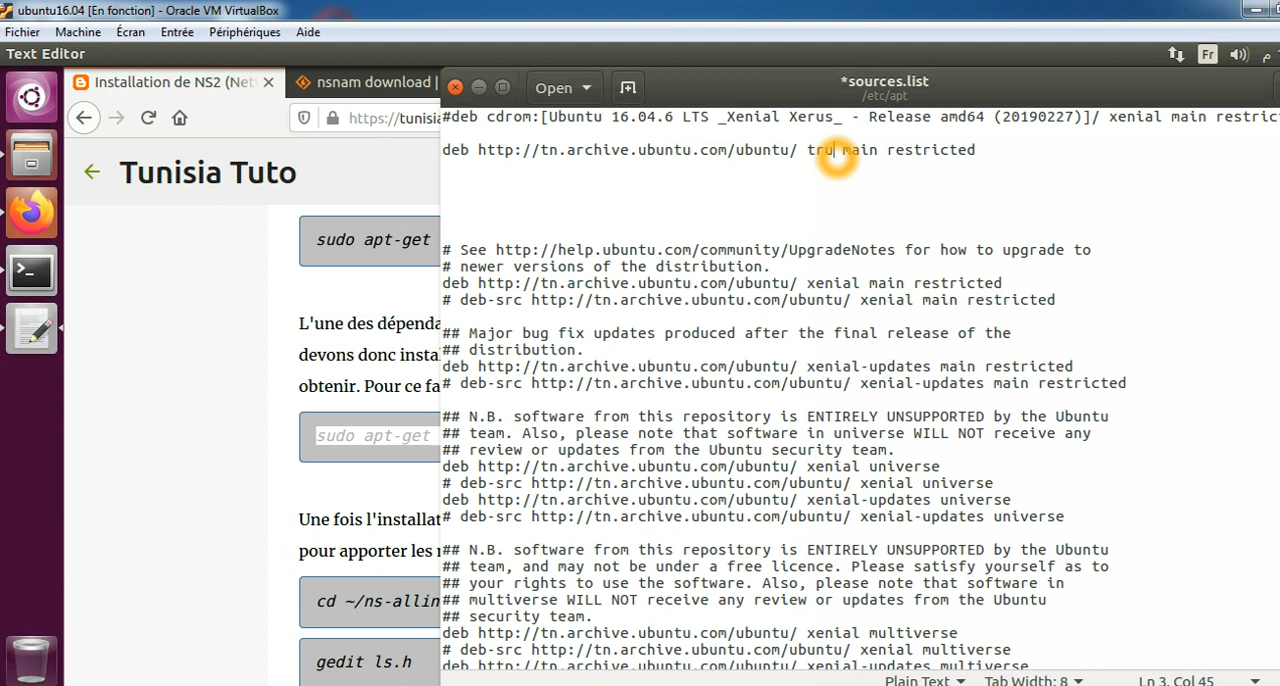 ubuntu16.04 [En fonction] - Oracle VM VirtualBox
Fichier Machine Écran Entrée Périphériques Aide
Text Editor
Fr
Installation de NS2 (Net
nsnam download |
Open
*sources.list
/etc/apt
https://tunisia
Tunisia Tuto
sudo apt-get
L'une des dépenda
devons donc insta
obtenir. Pour ce fa
sudo apt-get
Une fois l'installat
pour apporter les
cd ~/ns-allin
gedit ls.h
#deb cdrom:[Ubuntu 16.04.6 LTS _Xenial Xerus_ - Release amd64 (20190227)]/ xenial main restric
deb http://tn.archive.ubuntu.com/ubuntu/ tru main restricted
# See http://help.ubuntu.com/community/UpgradeNotes for how to upgrade to
# newer versions of the distribution.
deb http://tn.archive.ubuntu.com/ubuntu/ xenial main restricted
# deb-src http://tn.archive.ubuntu.com/ubuntu/ xenial main restricted
## Major bug fix updates produced after the final release of the
## distribution.
deb http://tn.archive.ubuntu.com/ubuntu/ xenial-updates main restricted
# deb-src http://tn.archive.ubuntu.com/ubuntu/ xenial-updates main restricted
## N.B. software from this repository is ENTIRELY UNSUPPORTED by the Ubuntu
## team. Also, please note that software in universe WILL NOT receive any
## review or updates from the Ubuntu security team.
deb http://tn.archive.ubuntu.com/ubuntu/ xenial universe
# deb-src http://tn.archive.ubuntu.com/ubuntu/ xenial universe
deb http://tn.archive.ubuntu.com/ubuntu/ xenial-updates universe
# deb-src http://tn.archive.ubuntu.com/ubuntu/ xenial-updates universe
## N.B. software from this repository is ENTIRELY UNSUPPORTED by the Ubuntu
## team, and may not be under a free licence. Please satisfy yourself as to
## your rights to use the software. Also, please note that software in
## multiverse WILL NOT receive any review or updates from the Ubuntu
## security team.
deb http://tn.archive.ubuntu.com/ubuntu/ xenial multiverse
# deb-src http://tn.archive.ubuntu.com/ubuntu/ xenial multiverse
deb http://tn.archive.ubuntu.com/ubuntu/ xenial-updates multiverse
Plain Text Tab Width: 8 Ln 3, Col 45